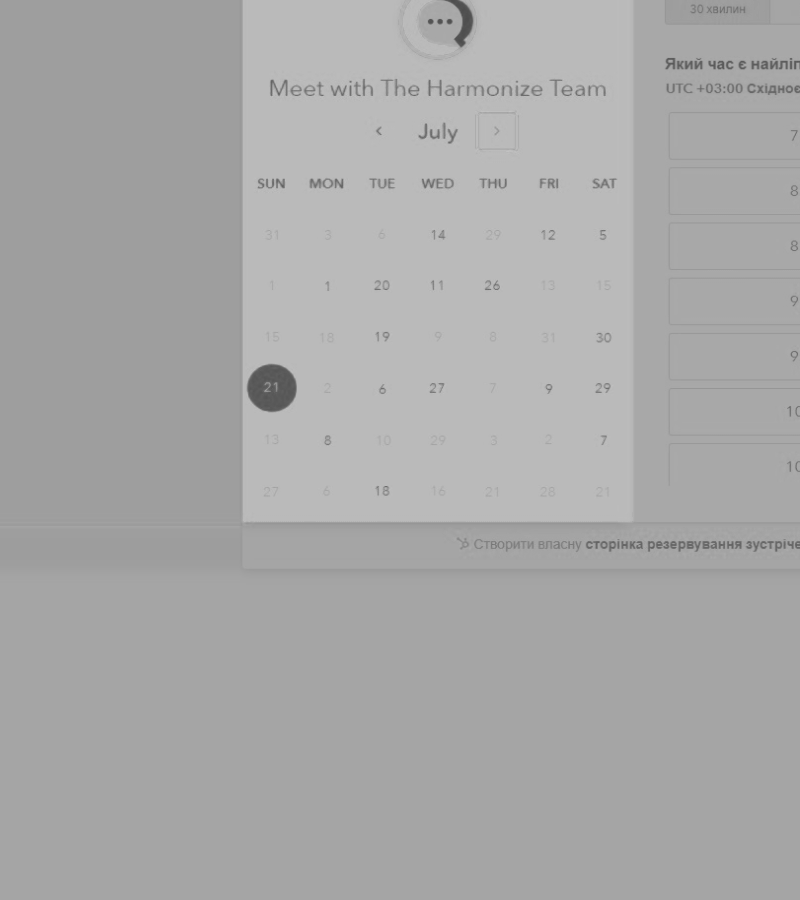 30 хвилин
Meet with The Harmonize Team
Який час є найліп
UTC +03:00 Східноє
July
SUN MON TUE WED THU FRI SAT
31 3 6 14 29 12 5
1 1 20 11 26 13 15
15 18 19 9 8 31 30
21 2 6 27 7 9 29
13 8 10 29 3 2 7
27 6 18 16 21 28 21
7
8
8
9
9
10
10
Створити власну сторінка резервування зустріче